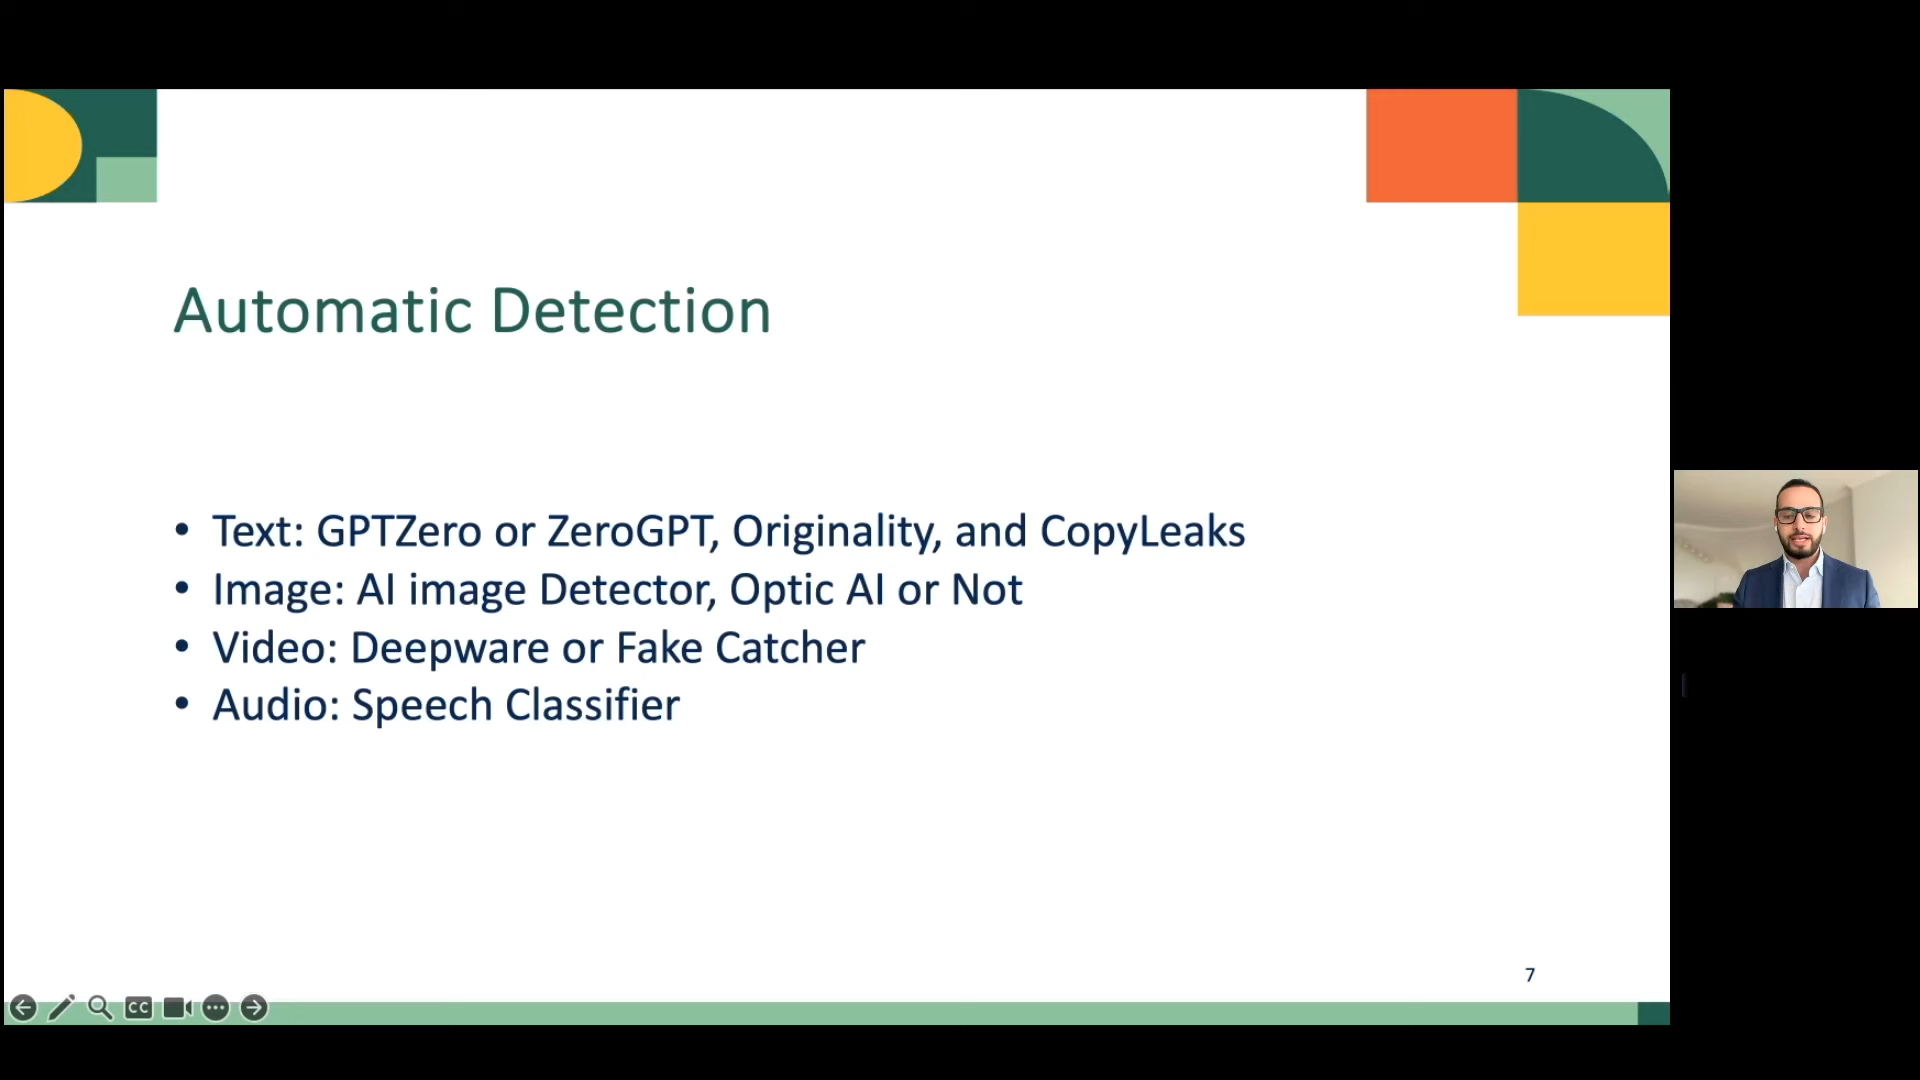 Automatic Detection
• Text: GPTZero or ZeroGPT, Originality, and CopyLeaks
• Image: AI image Detector, Optic AI or Not
• Video: Deepware or Fake Catcher
• Audio: Speech Classifier
7
CC